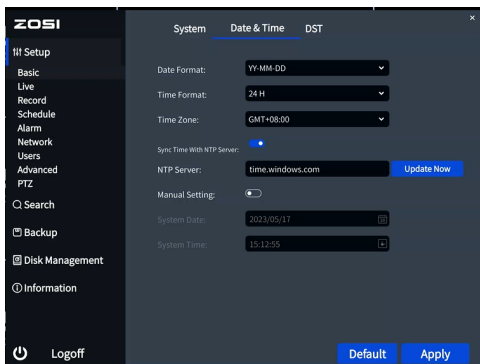 ZOSI
System Date & Time DST
Setup
Basic
Live
Record
Schedule
Alarm
Network
Users
Advanced
PTZ
Search
Backup
Disk Management
Information
Logoff
Date Format: YY-MM-DD
Time Format: 24 H
Time Zone: GMT+08:00
Sync Time With NTP Server:
NTP Server: time.windows.com Update Now
Manual Setting:
System Date: 2023/05/17
System Time: 15:12:55
Default Apply